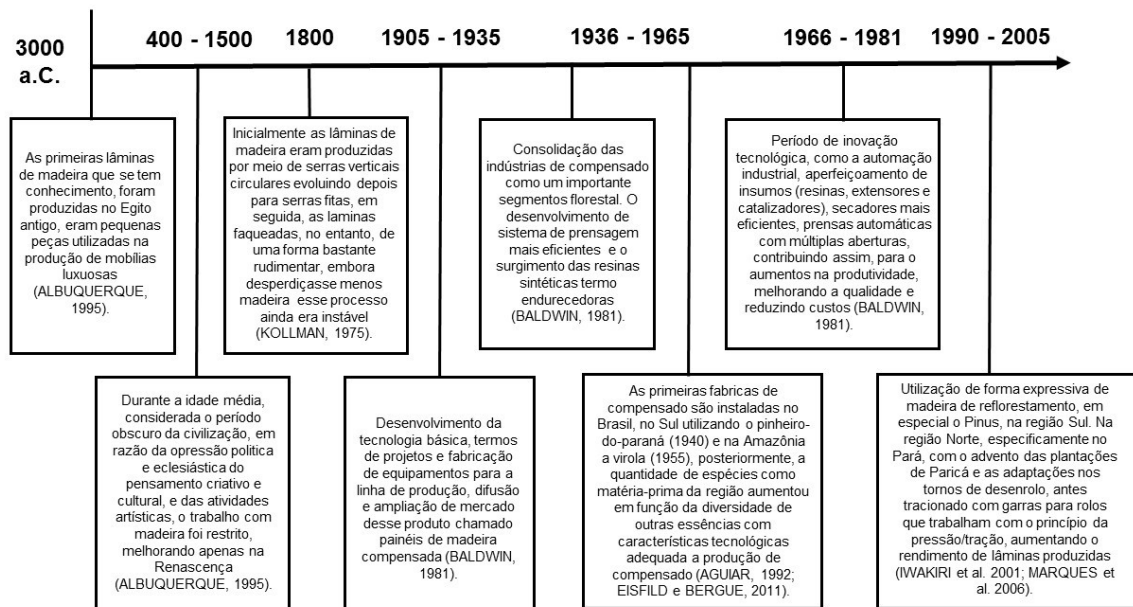 3000
a.C.
400 - 1500
1800
1905 - 1935
1936 - 1965
1966 - 1981
1990 - 2005
As primeiras lâminas
de madeira que se tem
conhecimento, foram
produzidas no Egito
antigo, eram pequenas
peças utilizadas na
produção de mobílias
luxuosas
(ALBUQUERQUE,
1995).
Inicialmente as lâminas de
madeira eram produzidas
por meio de serras verticais
circulares evoluindo depois
para serras fitas, em
seguida, as laminas
faqueadas, no entanto, de
uma forma bastante
rudimentar, embora
desperdiçasse menos
madeira esse processo
ainda era instável
(KOLLMAN, 1975).
Consolidação das
indústrias de compensado
como um importante
segmentos florestal. O
desenvolvimento de
sistema de prensagem
mais eficientes e o
surgimento das resinas
sintéticas termo
endurecedoras
(BALDWIN, 1981).
Período de inovação
tecnológica, como a automação
industrial, aperfeiçoamento de
insumos (resinas, extensores e
catalizadores), secadores mais
eficientes, prensas automáticas
com múltiplas aberturas,
contribuindo assim, para o
aumentos na produtividade,
melhorando a qualidade e
reduzindo custos (BALDWIN,
1981).
Durante a idade média,
considerada o período
obscuro da civilização, em
razão da opressão politica
e eclesiástica do
pensamento criativo e
cultural, e das atividades
artísticas, o trabalho com
madeira foi restrito,
melhorando apenas na
Renascença
(ALBUQUERQUE, 1995).
Desenvolvimento da
tecnologia básica, termos
de projetos e fabricação
de equipamentos para a
linha de produção, difusão
e ampliação de mercado
desse produto chamado
painéis de madeira
compensada (BALDWIN,
1981).
As primeiras fabricas de
compensado são instaladas no
Brasil, no Sul utilizando o pinheiro-
do-paraná (1940) e na Amazônia
a virola (1955), posteriormente, a
quantidade de espécies como
matéria-prima da região aumentou
em função da diversidade de
outras essências com
características tecnológicas
adequada a produção de
compensado (AGUIAR, 1992;
EISFILD e BERGUE, 2011).
Utilização de forma expressiva de
madeira de reflorestamento, em
especial o Pinus, na região Sul. Na
região Norte, especificamente no
Pará, com o advento das plantações
de Paricá e as adaptações nos
tornos de desenrolo, antes
tracionado com garras para rolos
que trabalham com o princípio da
pressão/tração, aumentando o
rendimento de lâminas produzidas
(IWAKIRI et al. 2001; MARQUES et
al. 2006).